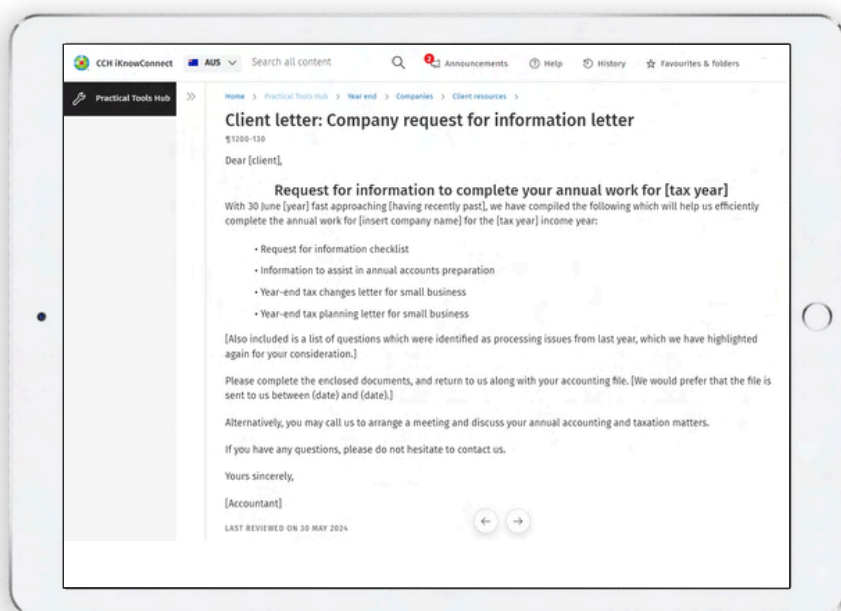 CCH iKnowConnect
AUS
Search all content
2
Announcements
Help
History
Favourites & folders
Practical Tools Hub
Home > Practical Tools Hub > Year end > Companies > Client resources >
Client letter: Company request for information letter
¶1200-130
Dear [client],
Request for information to complete your annual work for [tax year]
With 30 June [year] fast approaching [having recently past], we have compiled the following which will help us efficiently
complete the annual work for [insert company name] for the [tax year] income year:
• Request for information checklist
• Information to assist in annual accounts preparation
• Year-end tax changes letter for small business
• Year-end tax planning letter for small business
[Also included is a list of questions which were identified as processing issues from last year, which we have highlighted
again for your consideration.]
Please complete the enclosed documents, and return to us along with your accounting file. [We would prefer that the file is
sent to us between (date) and (date).]
Alternatively, you may call us to arrange a meeting and discuss your annual accounting and taxation matters.
If you have any questions, please do not hesitate to contact us.
Yours sincerely,
[Accountant]
LAST REVIEWED ON 30 MAY 2024